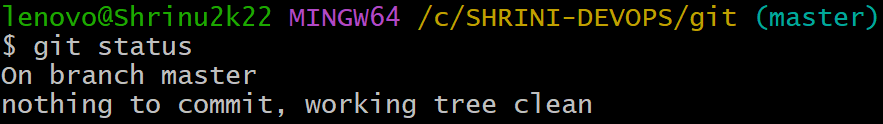 lenovo@Shrinu2k22 MINGW64 /c/SHRINI-DEVOPS/git (master)
$ git status
On branch master
nothing to commit, working tree clean